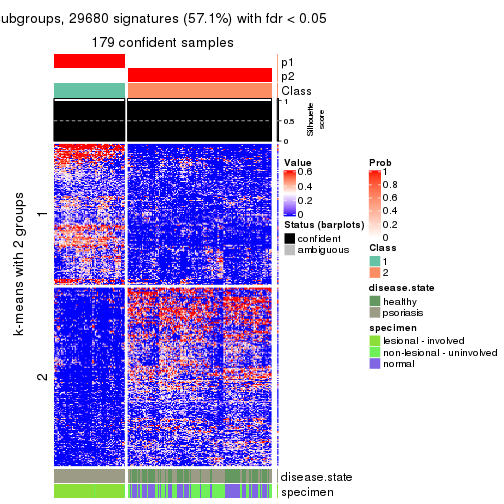 ubgroups, 29680 signatures (57.1%) with fdr < 0.05
179 confident samples
p1
p2
Class
1
0.5
0
Silhouette
score
k-means with 2 groups
1
2
Value
0.6
0.4
0.2
0
Status (barplots)
confident
ambiguous
Prob
1
0.8
0.6
0.4
0.2
0
Class
1
2
disease.state
healthy
psoriasis
specimen
lesional - involved
non-lesional - uninvolved
normal
disease.state
specimen